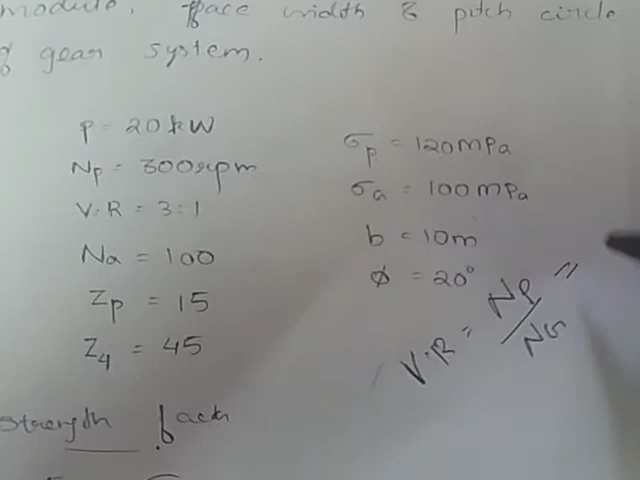 module, face width & pitch circle
of gear system.
P = 20 kW
Np = 300 rpm
V.R = 3:1
Na = 100
Zp = 15
Z4 = 45
σp = 120 mPa
σa = 100 mPa
b = 10m
φ = 20°
V.R = NP/NG "
Strength